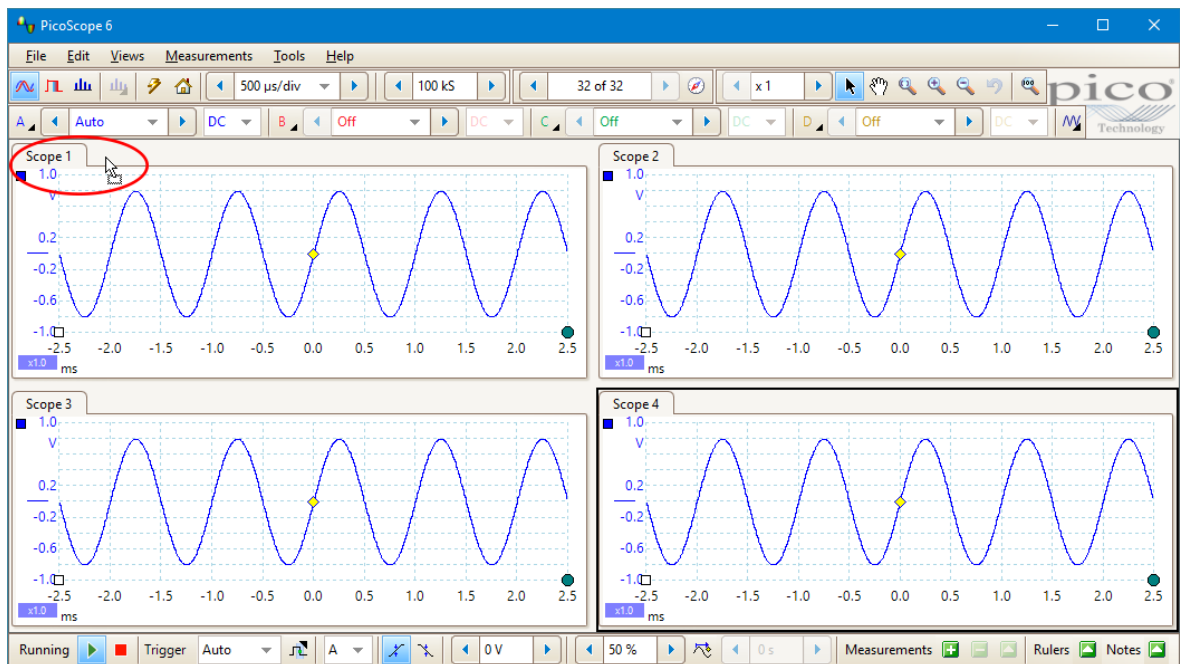 PicoScope 6
File Edit Views Measurements Tools Help
500 µs/div 100 kS 32 of 32 x 1
pico
Technology
A Auto DC B Off DC C Off DC D Off DC
Scope 1
1.0
V
0.2
-0.2
-0.6
-1.0
-2.5 -2.0 -1.5 -1.0 -0.5 0.0 0.5 1.0 1.5 2.0 2.5
x1.0 ms
Scope 2
1.0
V
0.2
-0.2
-0.6
-1.0
-2.5 -2.0 -1.5 -1.0 -0.5 0.0 0.5 1.0 1.5 2.0 2.5
x1.0 ms
Scope 3
1.0
V
0.2
-0.2
-0.6
-1.0
-2.5 -2.0 -1.5 -1.0 -0.5 0.0 0.5 1.0 1.5 2.0 2.5
x1.0 ms
Scope 4
1.0
V
0.2
-0.2
-0.6
-1.0
-2.5 -2.0 -1.5 -1.0 -0.5 0.0 0.5 1.0 1.5 2.0 2.5
x1.0 ms
Running Trigger Auto A 0 V 50 % 0 s Measurements Rulers Notes